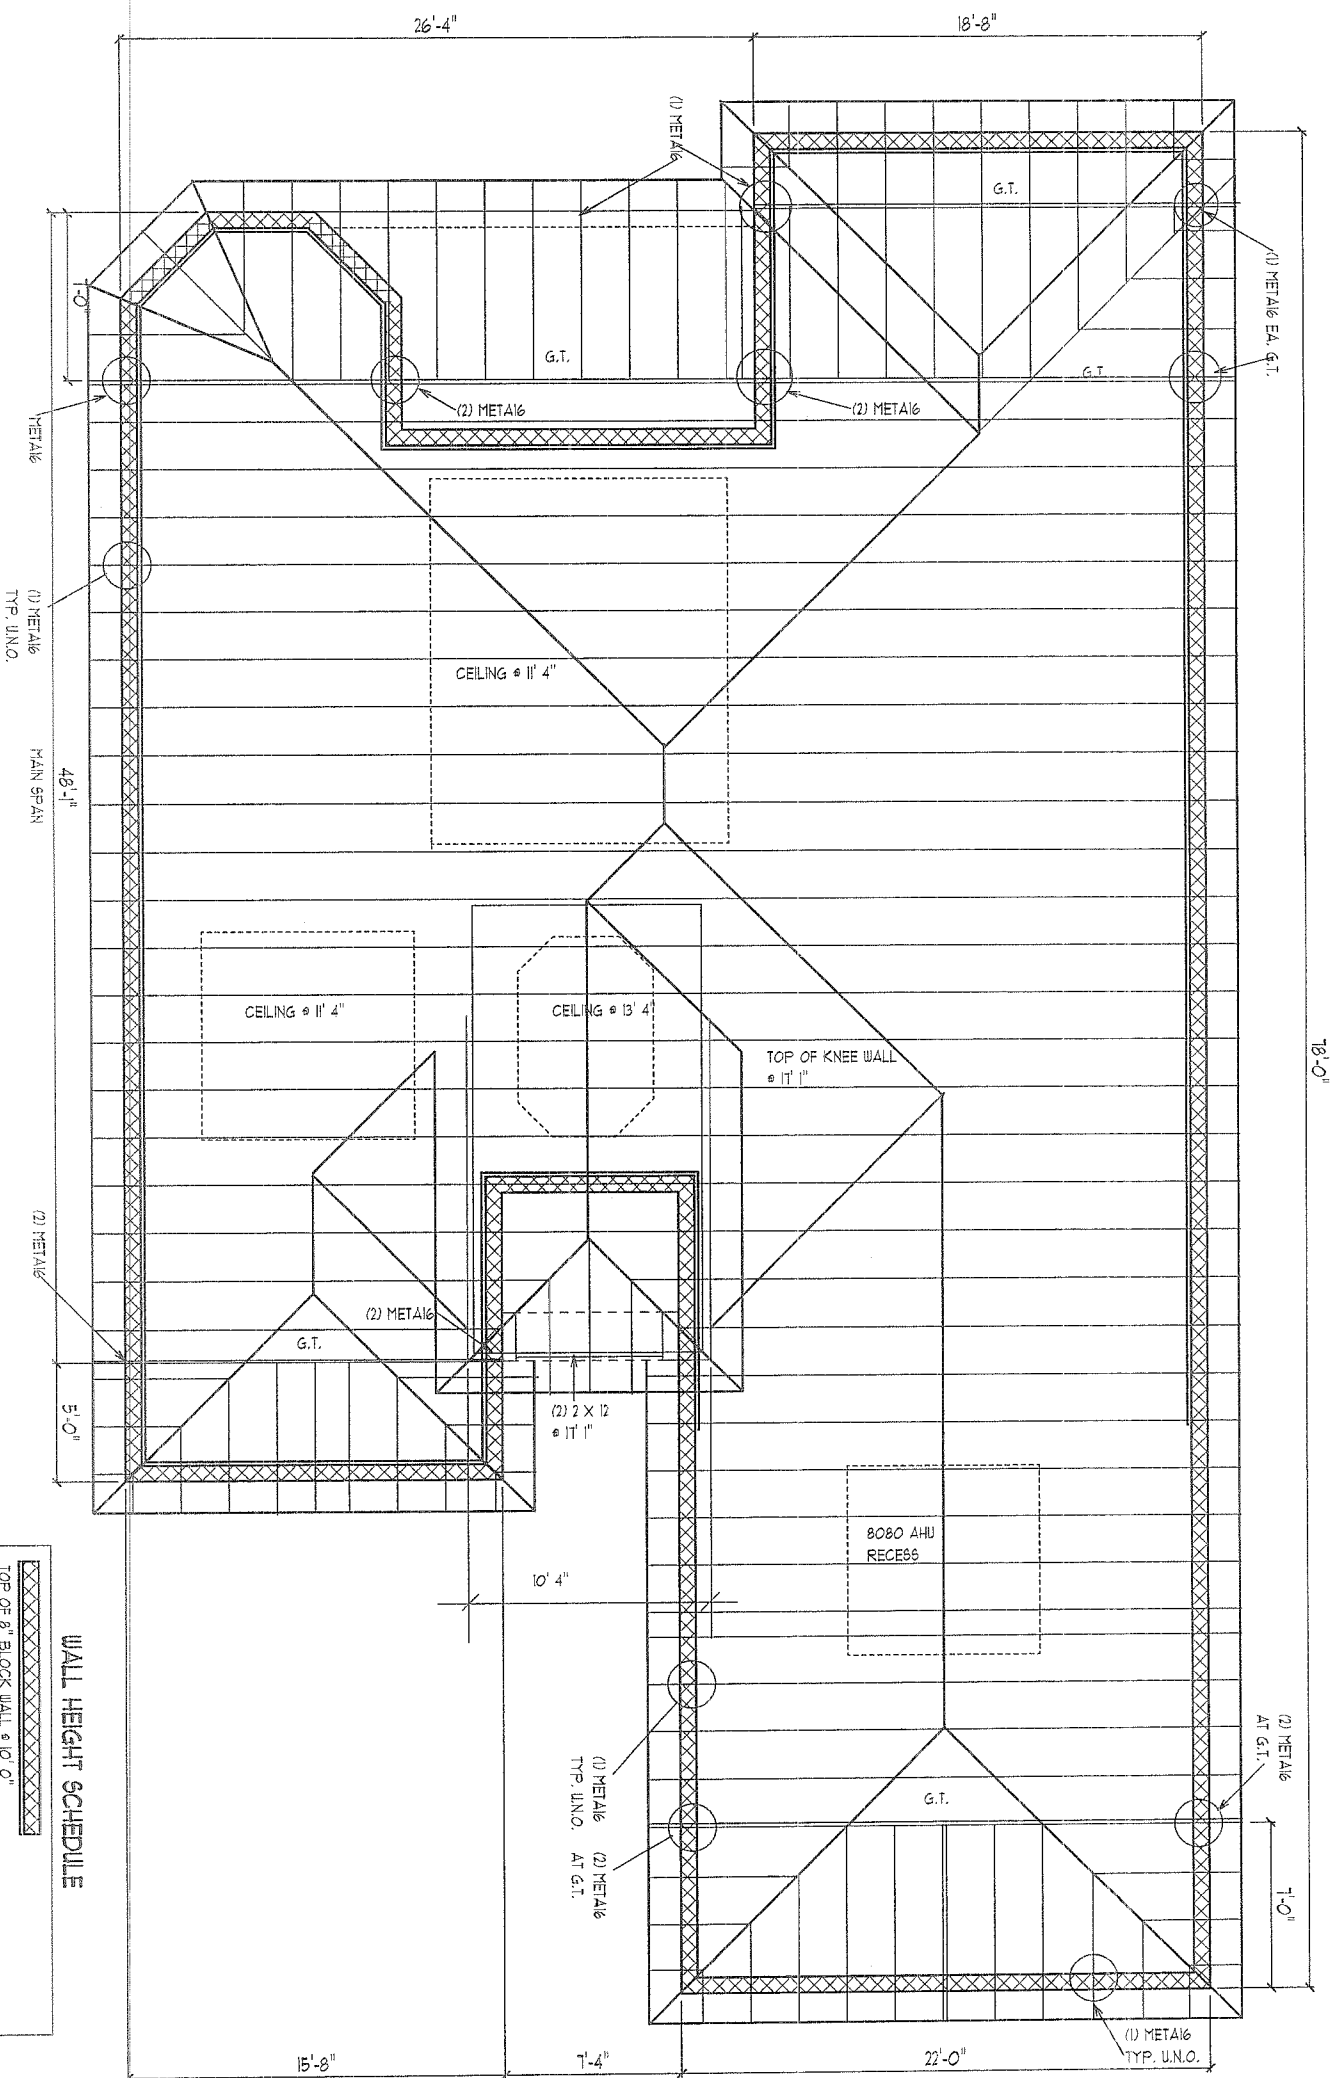 26'-4"
18'-8"
(1) META16
G.T.
(1) META16 EA. G.T.
7'-0"
G.T.
G.T.
(2) META16
(2) META16
META16
(1) META16
TYP. U.N.O.
CEILING @ 11' 4"
MAIN SPAN
48'-1"
CEILING @ 11' 4"
CEILING @ 13' 4"
TOP OF KNEE WALL
@ 17' 1"
78'-0"
(2) META16
(2) META16
G.T.
5'-0"
(2) 2 X 12
@ 17' 1"
8080 AHU
RECESS
10' 4"
(1) META16
TYP. U.N.O.
(2) META16
AT G.T.
(2) META16
AT G.T.
G.T.
7'-0"
(1) META16
TYP. U.N.O.
15'-8"
7'-4"
22'-0"
WALL HEIGHT SCHEDULE
TOP OF 8" BLOCK WALL @ 10' 0"